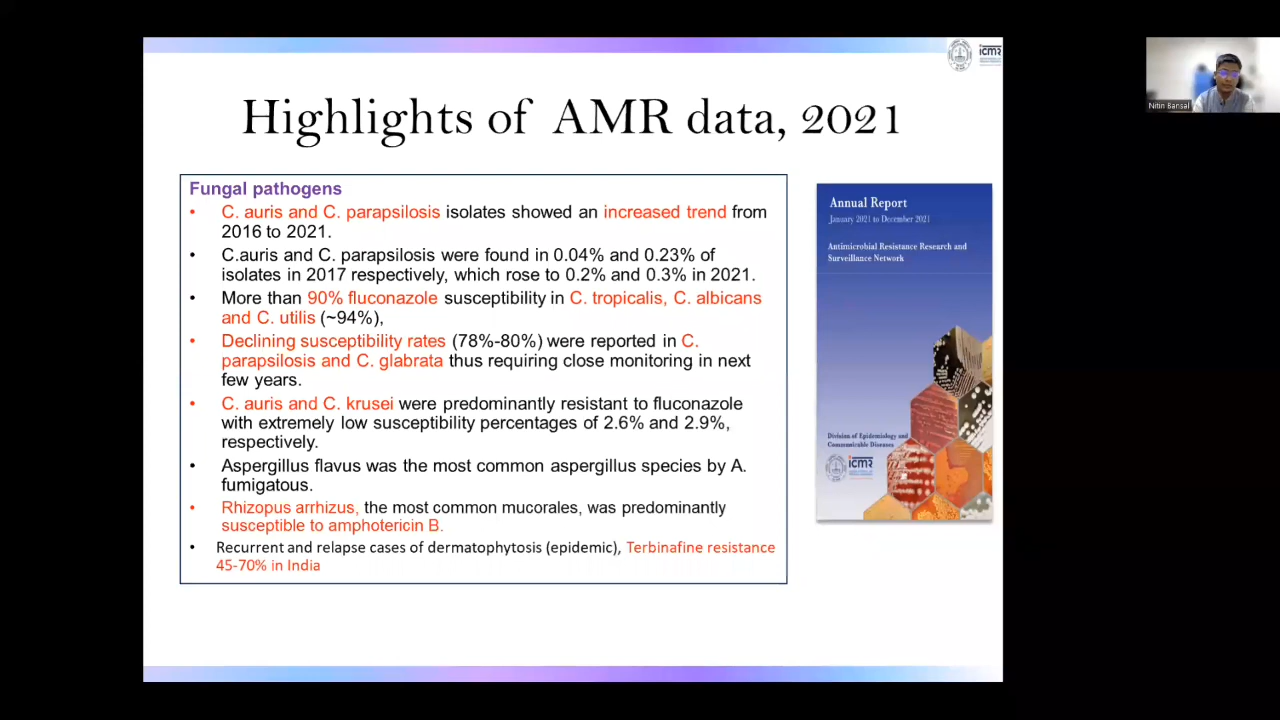 icmr
Highlights of AMR data, 2021
Nitin Bansal
Fungal pathogens
• C. auris and C. parapsilosis isolates showed an increased trend from
2016 to 2021.
• C.auris and C. parapsilosis were found in 0.04% and 0.23% of
isolates in 2017 respectively, which rose to 0.2% and 0.3% in 2021.
• More than 90% fluconazole susceptibility in C. tropicalis, C. albicans
and C. utilis (~94%),
• Declining susceptibility rates (78%-80%) were reported in C.
parapsilosis and C. glabrata thus requiring close monitoring in next
few years.
• C. auris and C. krusei were predominantly resistant to fluconazole
with extremely low susceptibility percentages of 2.6% and 2.9%,
respectively.
• Aspergillus flavus was the most common aspergillus species by A.
fumigatous.
• Rhizopus arrhizus, the most common mucorales, was predominantly
susceptible to amphotericin B.
• Recurrent and relapse cases of dermatophytosis (epidemic), Terbinafine resistance
45-70% in India
Annual Report
January 2021 to December 2021
Antimicrobial Resistance Research and
Surveillance Network
Division of Epidemiology and
Communicable Diseases
icmr